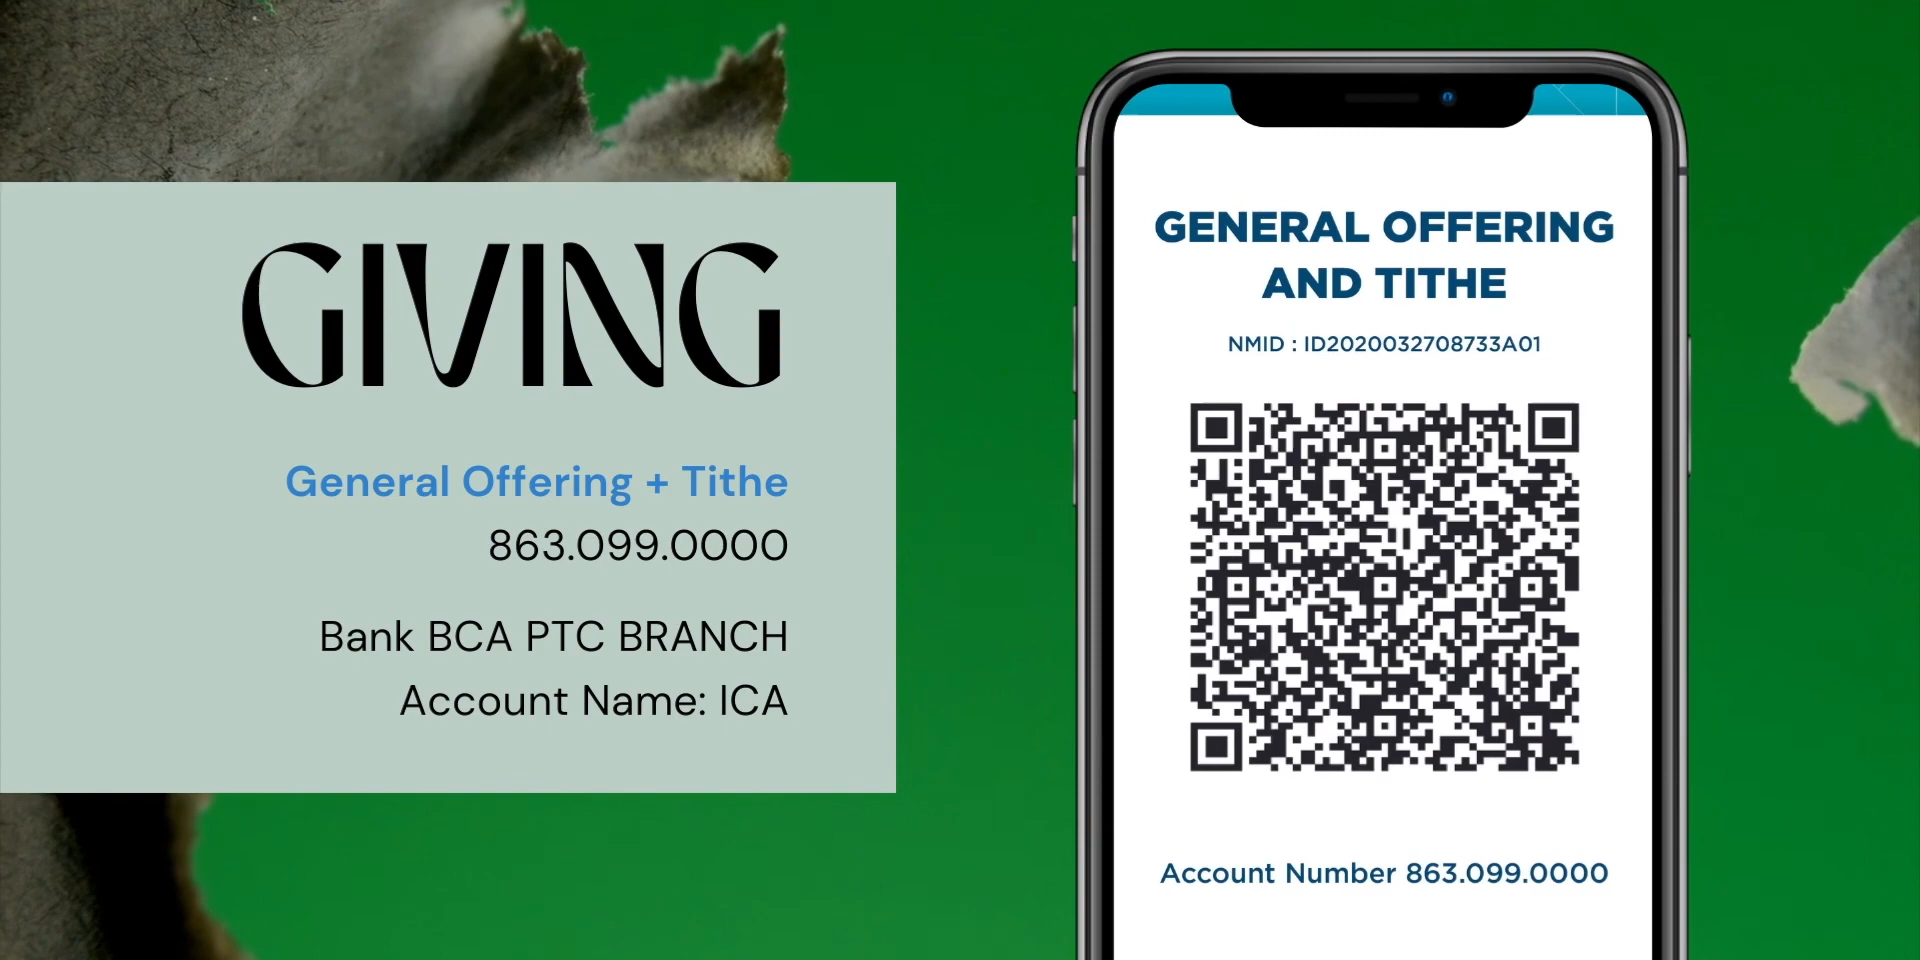 GIVING
General Offering + Tithe
863.099.0000
Bank BCA PTC BRANCH
Account Name: ICA
GENERAL OFFERING
AND TITHE
NMID : ID2020032708733A01
Account Number 863.099.0000